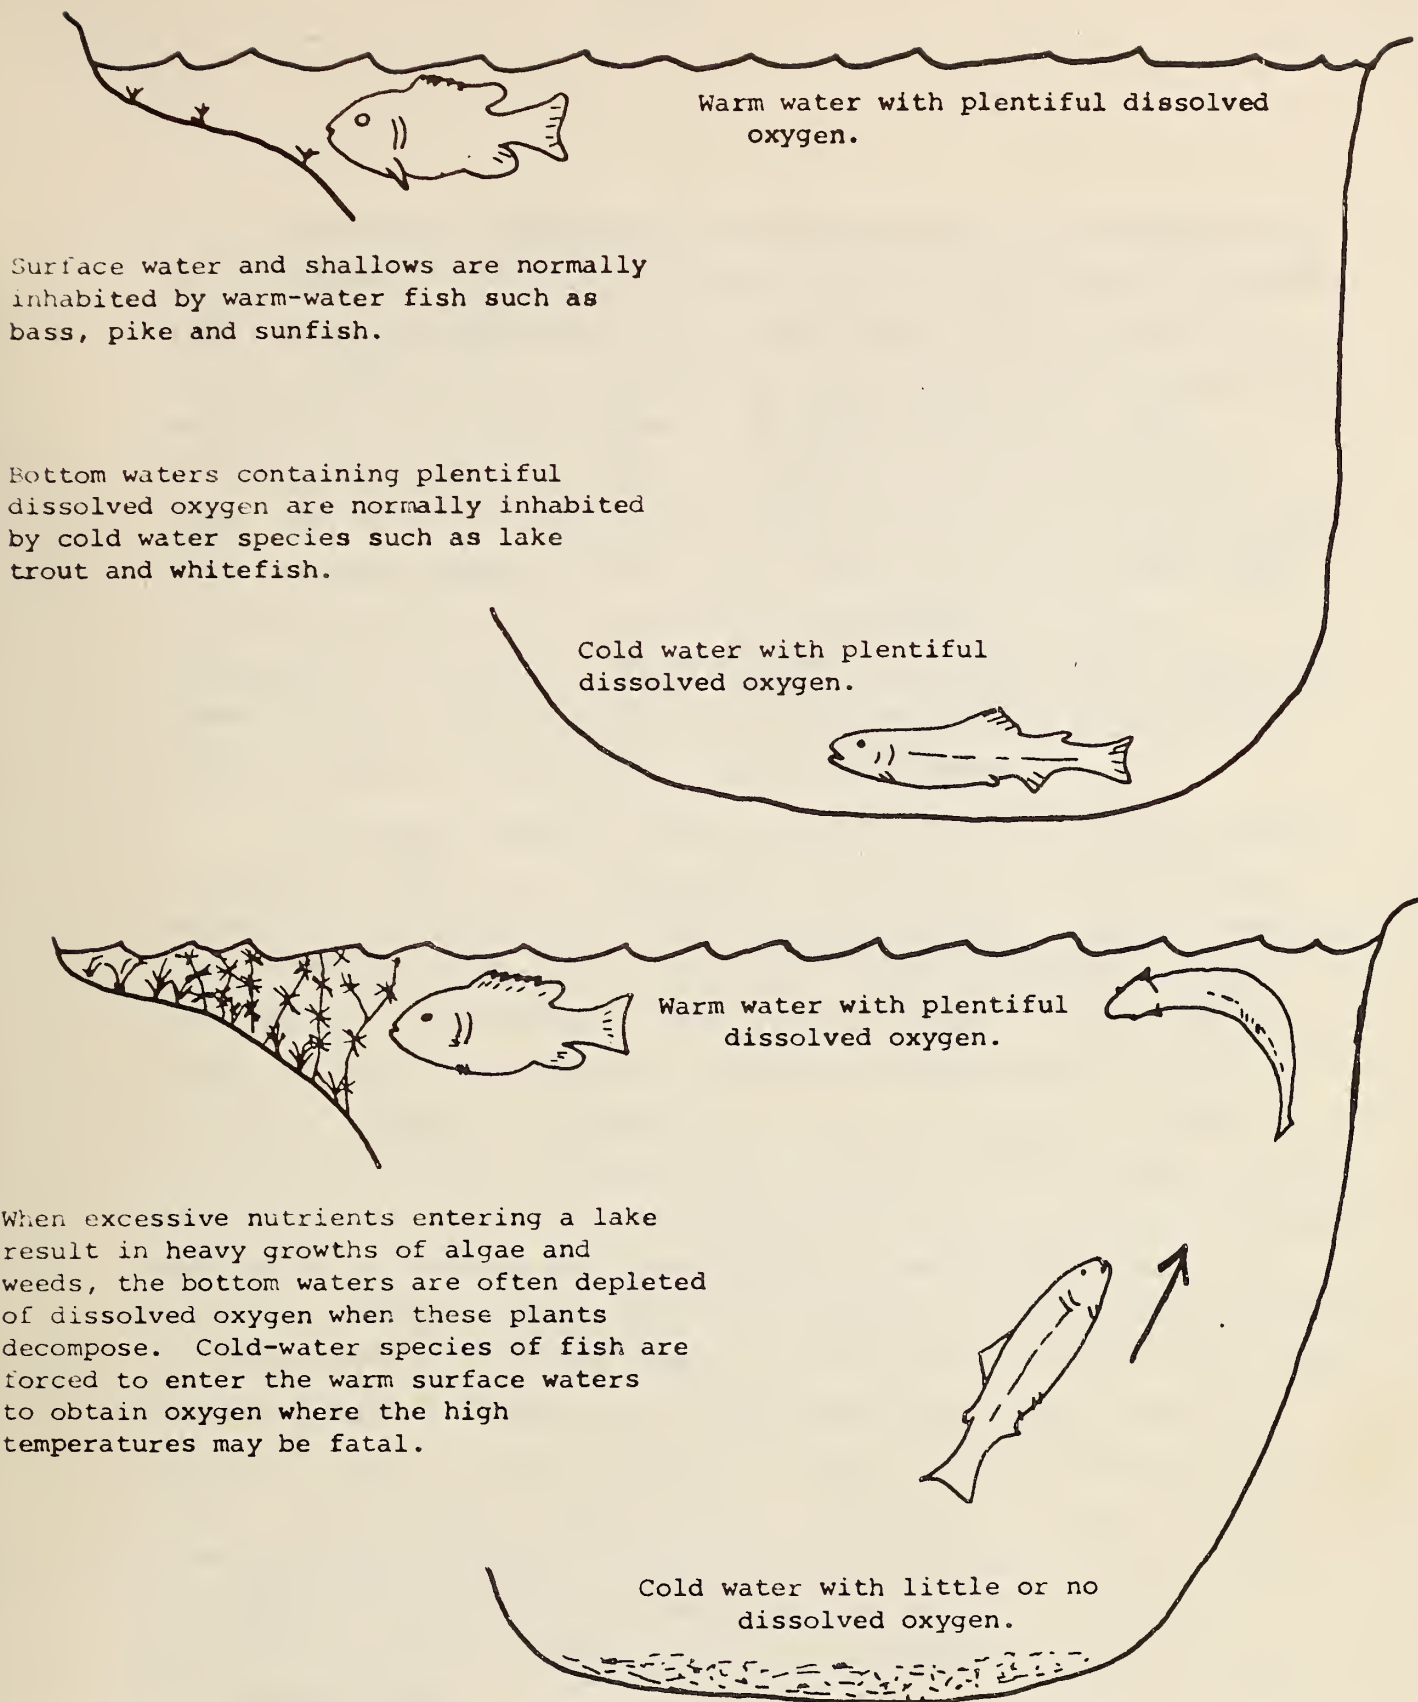 Warm water with plentiful dissolved
oxygen.
Surface water and shallows are normally
inhabited by warm-water fish such as
bass, pike and sunfish.
Bottom waters containing plentiful
dissolved oxygen are normally inhabited
by cold water species such as lake
trout and whitefish.
Cold water with plentiful
dissolved oxygen.
Warm water with plentiful
dissolved oxygen.
When excessive nutrients entering a lake
result in heavy growths of algae and
weeds, the bottom waters are often depleted
of dissolved oxygen when these plants
decompose.  Cold-water species of fish are
forced to enter the warm surface waters
to obtain oxygen where the high
temperatures may be fatal.
Cold water with little or no
dissolved oxygen.